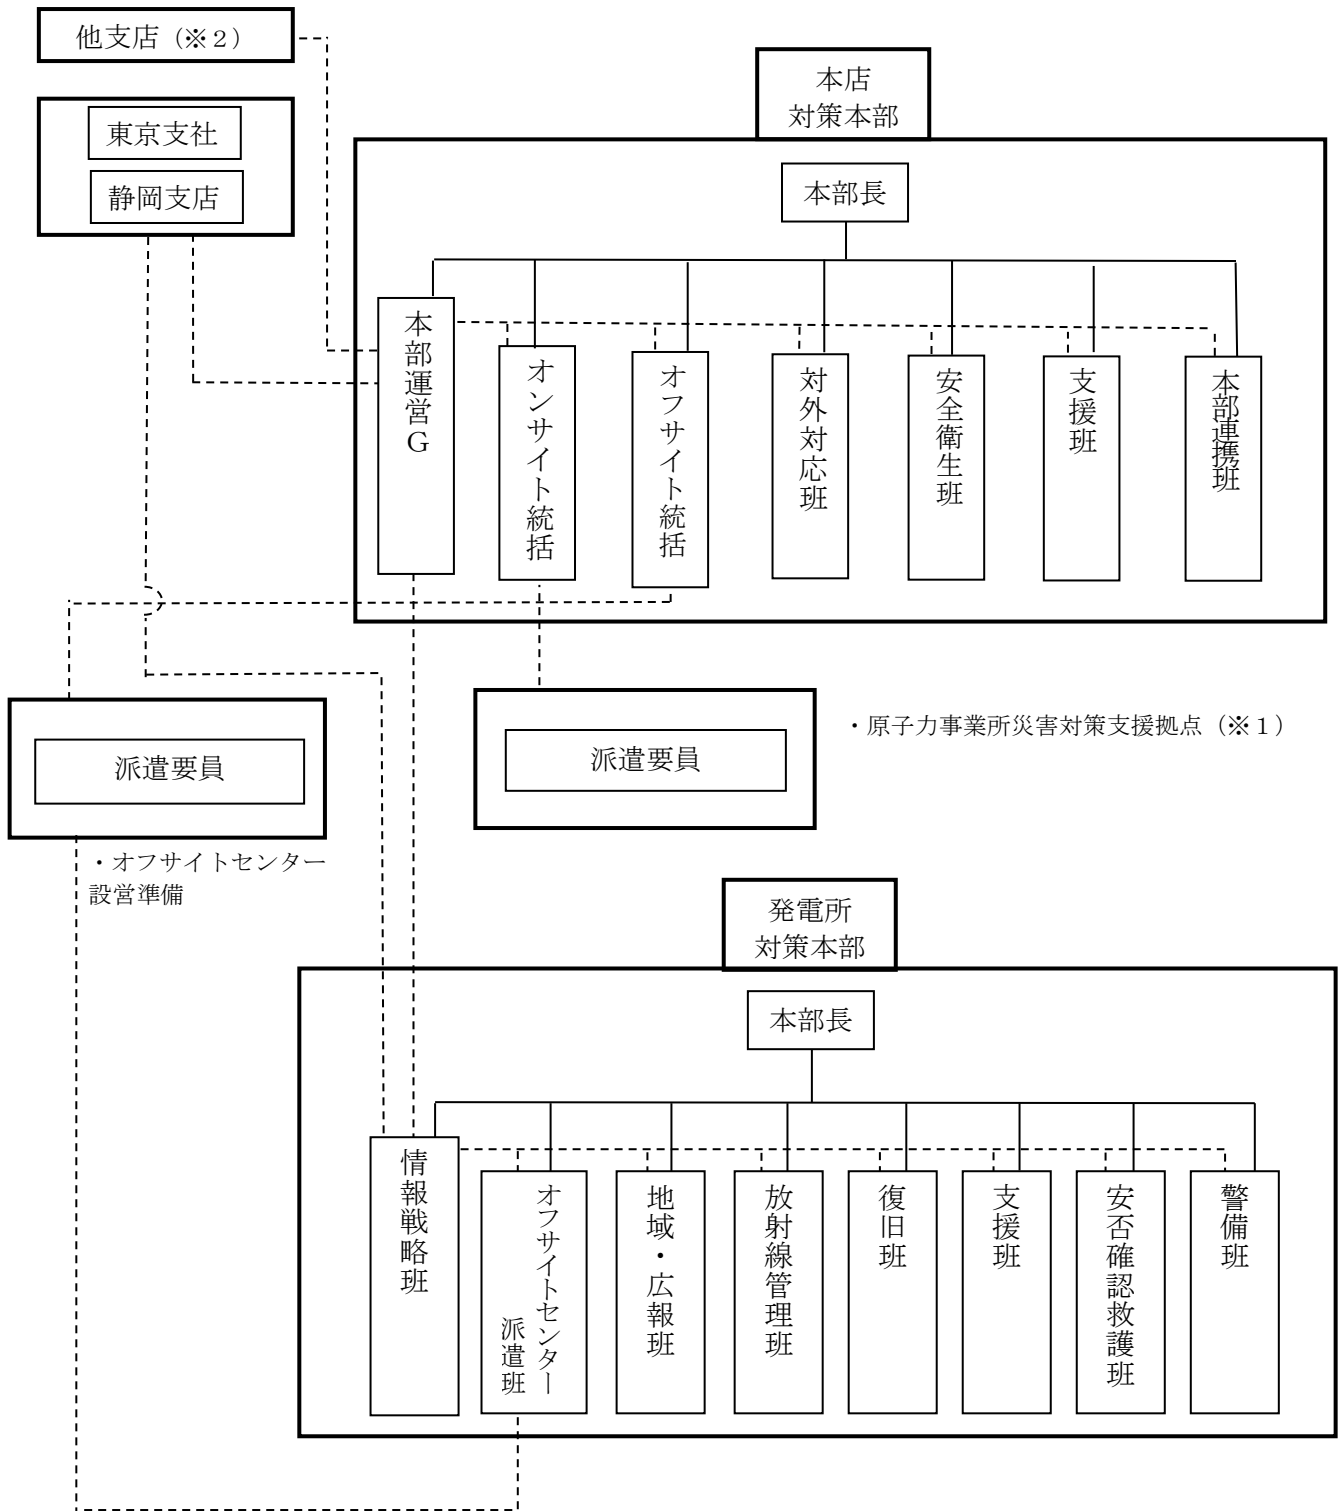 他支店（※２）
東京支社
静岡支店
本店
対策本部
本部長
本部運営G
オンサイト統括
オフサイト統括
対外対応班
安全衛生班
支援班
本部連携班
派遣要員
・オフサイトセンター
設営準備
派遣要員
・原子力事業所災害対策支援拠点（※１）
発電所
対策本部
本部長
情報戦略班
オフサイトセンター
派遣班
地域・広報班
放射線管理班
復旧班
支援班
安否確認救護班
警備班